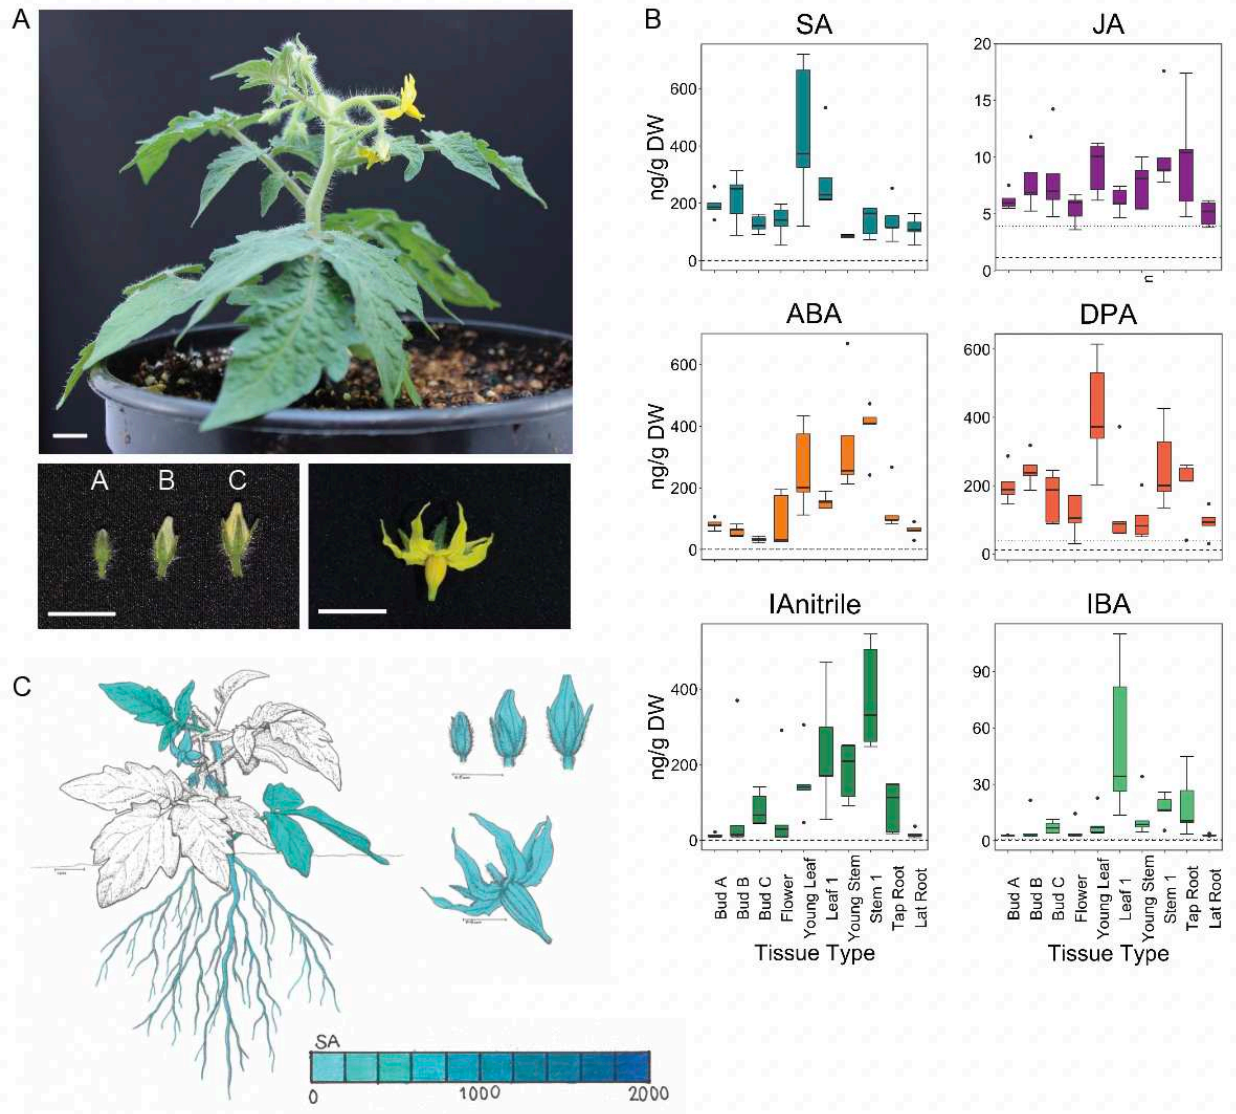 A
B
SA
JA
ng/g DW
600
400
200
0
20
15
10
5
0
ABA
DPA
ng/g DW
600
400
200
0
600
400
200
0
A
B
C
IAnitrile
IBA
ng/g DW
400
200
0
90
60
30
0
C
Bud A
Bud B
Bud C
Flower
Young Leaf
Leaf 1
Young Stem
Stem 1
Tap Root
Lat Root
Bud A
Bud B
Bud C
Flower
Young Leaf
Leaf 1
Young Stem
Stem 1
Tap Root
Lat Root
Tissue Type
Tissue Type
SA
0
1000
2000